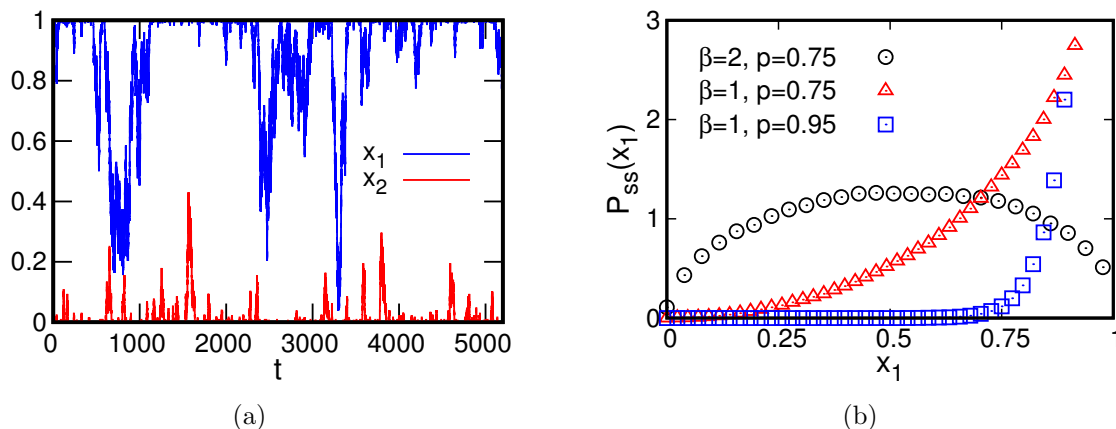 1
0.8
0.6
0.4
0.2
0
0 1000 2000 3000 4000 5000
t
x₁
x₂
(a)
3
2
1
0
0 0.25 0.5 0.75 1
x₁
P_ss(x₁)
β=2, p=0.75
β=1, p=0.75
β=1, p=0.95
(b)